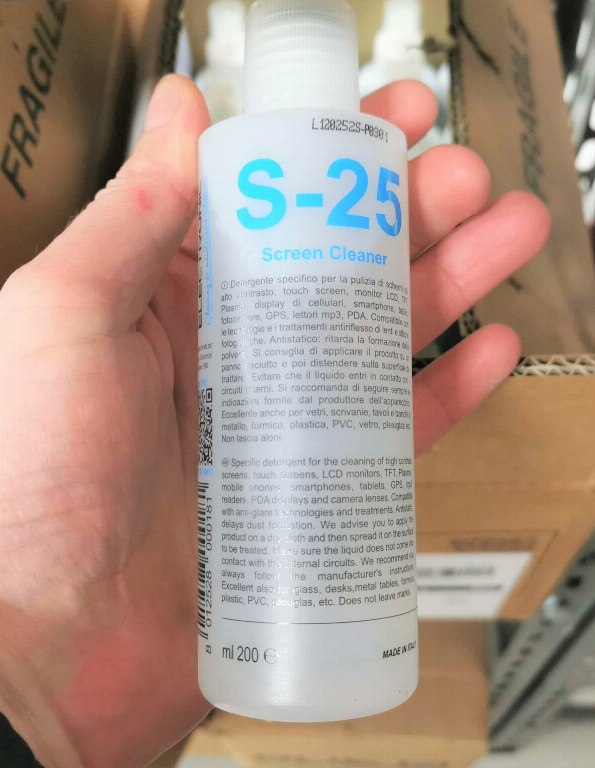 FRAGILE
FRAGILE
L120252S-P0301
S-25
Screen Cleaner
Detergente specifico per la pulizia di schermi ad
alto contrasto, touch screen, monitor LCD, TFT,
Plasma, display di cellulari, smartphone, tablet,
fotocamere, GPS, lettori mp3, PDA. Compatibile con
le tecnologie e i trattamenti antiriflesso di lenti e ottiche
fotografiche. Antistatico: ritarda la formazione della
polvere. Si consiglia di applicare il prodotto su un
panno asciutto e poi distendere sulla superficie da
trattare. Evitare che il liquido entri in contatto con
circuiti interni. Si raccomanda di seguire sempre le
indicazioni fornite dal produttore dell'apparecchio.
Eccellente anche per vetri, scrivanie, tavoli e banchi di
metallo, formica, plastica, PVC, vetro, plexiglas etc.
Non lascia aloni.
Specific detergent for the cleaning of high contrast
screens, touch screens, LCD monitors, TFT, Plasma,
mobile phones, smartphones, tablets, GPS, mp3
readers, PDA displays and camera lenses. Compatible
with anti-glare technologies and treatments. Antistatic:
delays dust formation. We advise you to apply the
product on a dry cloth and then spread it on the surface
to be treated. Make sure the liquid does not come into
contact with the internal circuits. We recommend you
always follow the manufacturer's instructions.
Excellent also for glass, desks,metal tables, formica,
plastic, PVC, plexiglas, etc. Does not leave marks.
8 012528 000181
ml 200 ℮
MADE IN ITALY